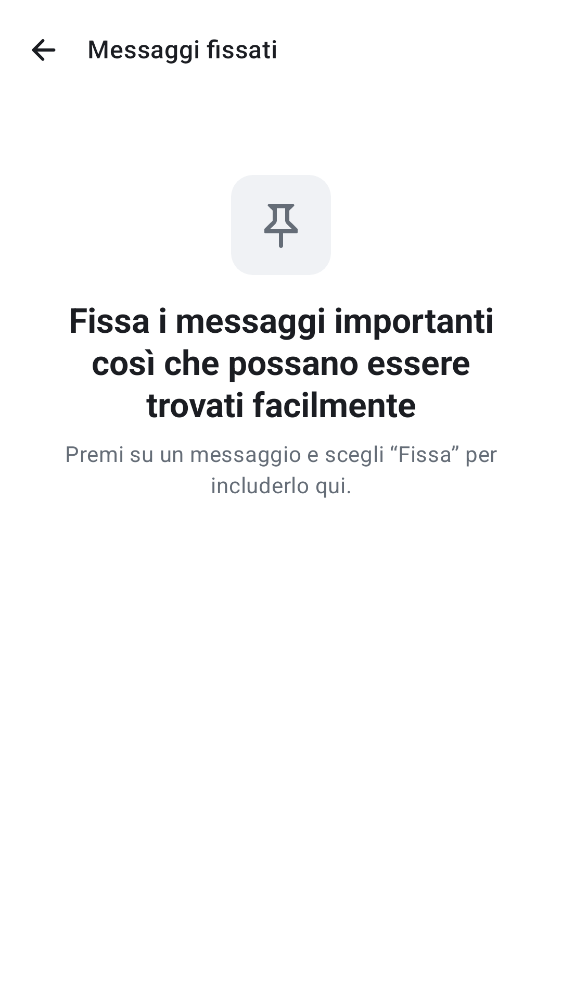 Messaggi fissati
Fissa i messaggi importanti
così che possano essere
trovati facilmente
Premi su un messaggio e scegli “Fissa” per
includerlo qui.